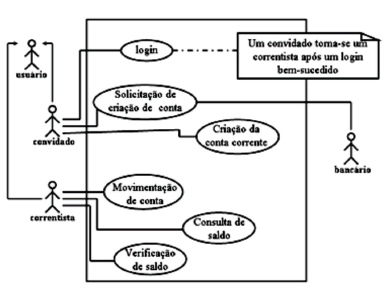 login
Um convidado torna-se um
correntista após um login
bem-sucedido
usuário
Solicitação de
criação de conta
Criação da
conta corrente
convidado
bancário
Movimentação
de conta
correntista
Consulta de
saldo
Verificação
de saldo